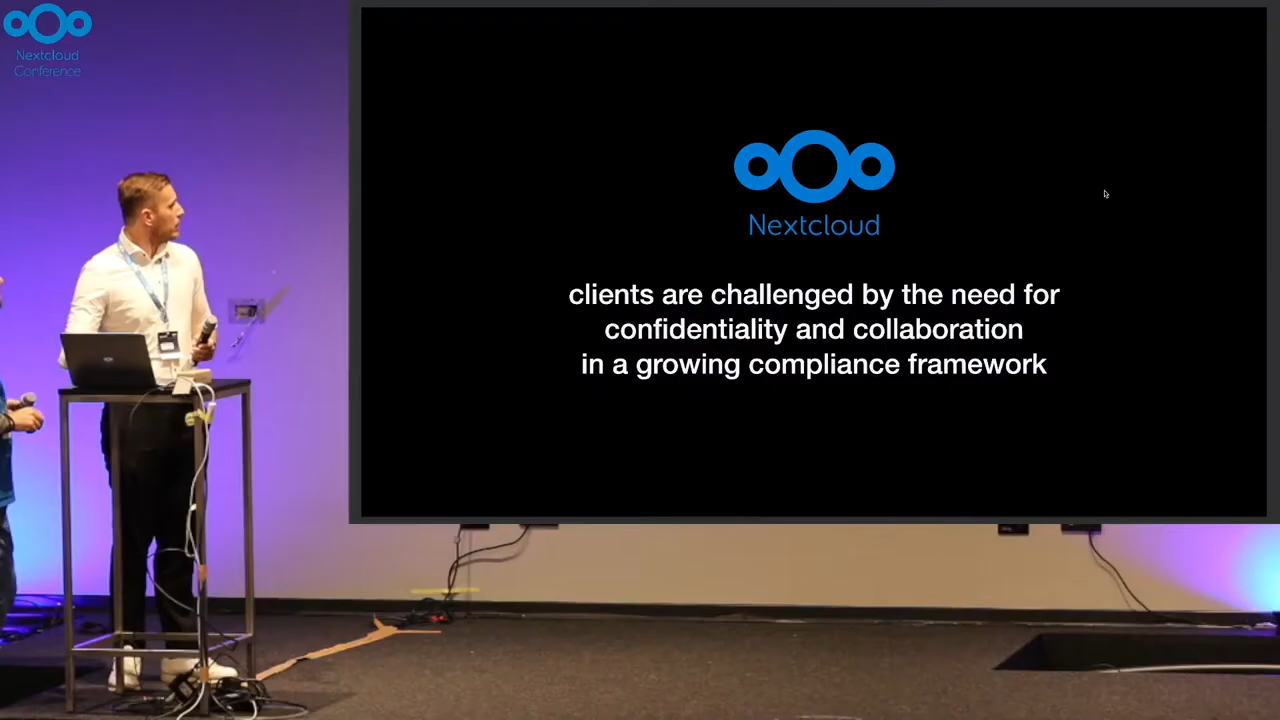 Nextcloud
Conference
Nextcloud
clients are challenged by the need for
confidentiality and collaboration
in a growing compliance framework